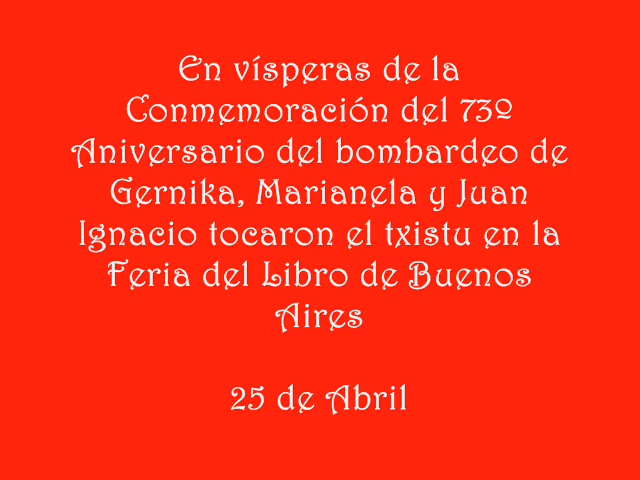 En vísperas de la
Conmemoración del 73º
Aniversario del bombardeo de
Gernika, Marianela y Juan
Ignacio tocaron el txistu en la
Feria del Libro de Buenos
Aires
25 de Abril